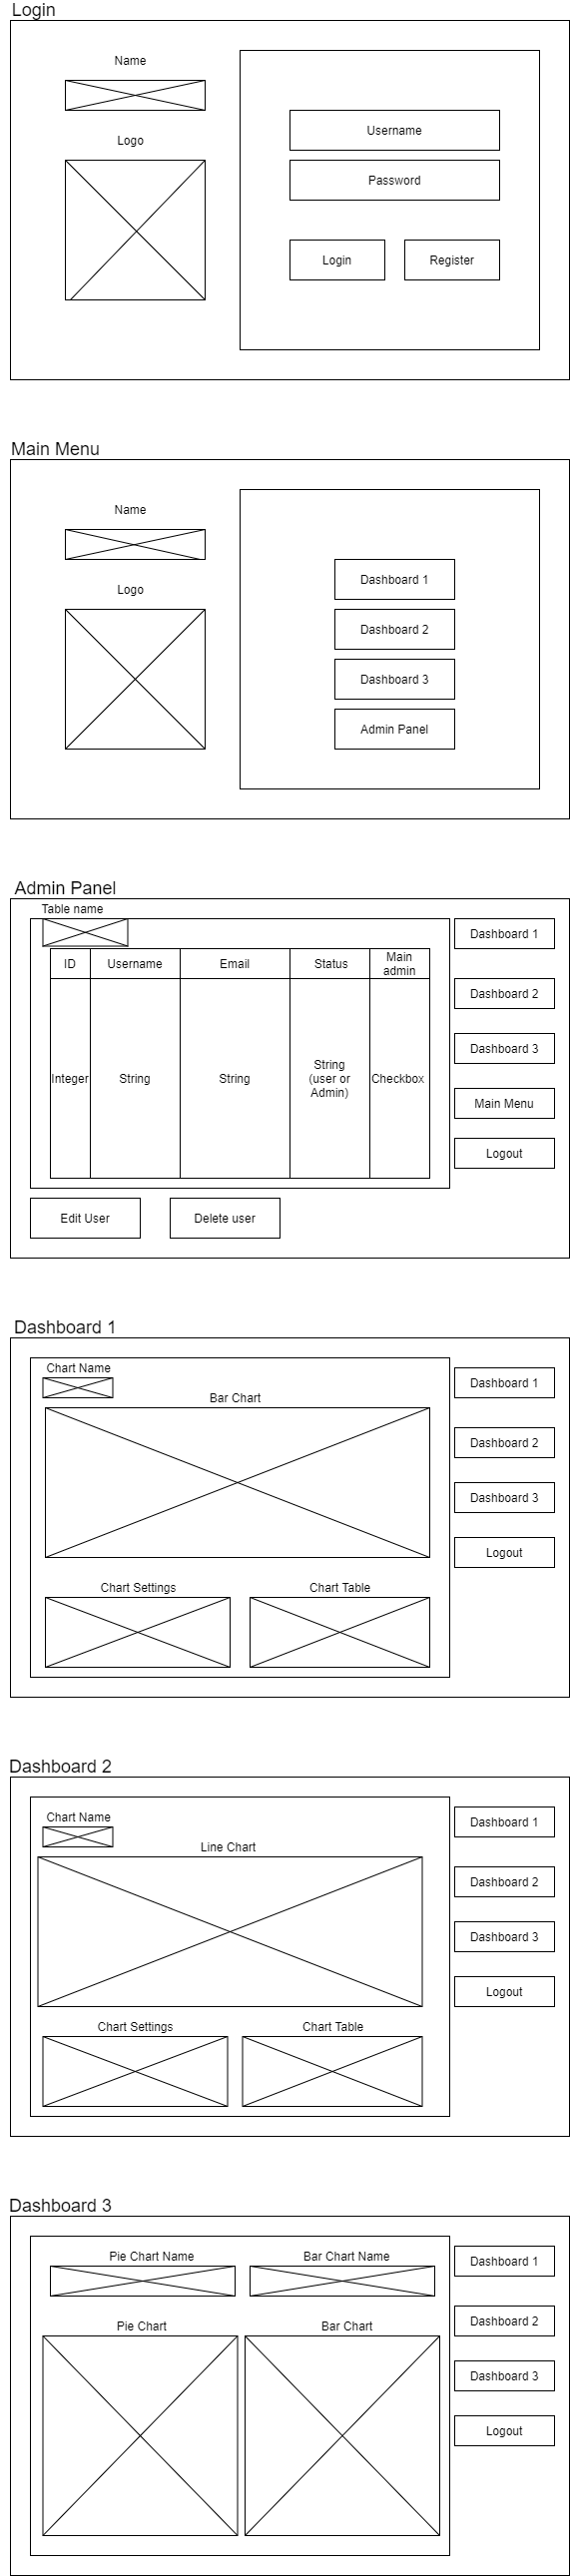 Login
Name
Logo
Username
Password
Login
Register
Main Menu
Name
Logo
Dashboard 1
Dashboard 2
Dashboard 3
Admin Panel
Admin Panel
Table name
ID
Username
Email
Status
Main
admin
Integer
String
String
String
(user or
Admin)
Checkbox
Edit User
Delete user
Dashboard 1
Dashboard 2
Dashboard 3
Main Menu
Logout
Dashboard 1
Chart Name
Bar Chart
Chart Settings
Chart Table
Dashboard 1
Dashboard 2
Dashboard 3
Logout
Dashboard 2
Chart Name
Line Chart
Chart Settings
Chart Table
Dashboard 1
Dashboard 2
Dashboard 3
Logout
Dashboard 3
Pie Chart Name
Bar Chart Name
Pie Chart
Bar Chart
Dashboard 1
Dashboard 2
Dashboard 3
Logout